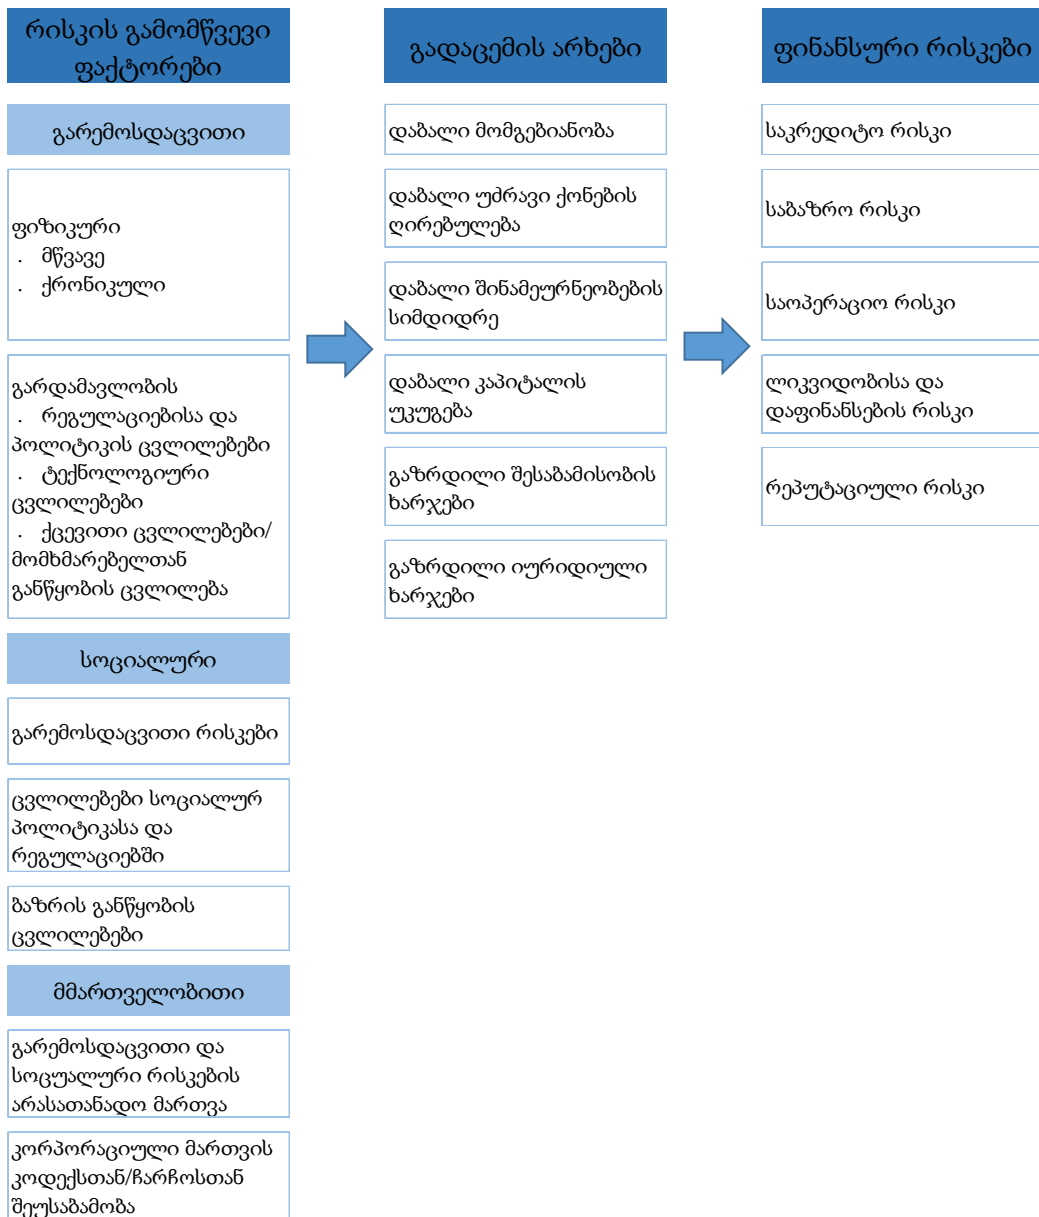 რისკის გამომწვევი
ფაქტორები
გარემოსდაცვითი
ფიზიკური
. მწვავე
. ქრონიკული
გარდამავლობის
. რეგულაციებისა და
პოლიტიკის ცვლილებები
. ტექნოლოგიური
ცვლილებები
. ქცევითი ცვლილებები/
მომხმარებელთან
განწყობის ცვლილება
სოციალური
გარემოსდაცვითი რისკები
ცვლილებები სოციალურ
პოლიტიკასა და
რეგულაციებში
ბაზრის განწყობის
ცვლილებები
მმართველობითი
გარემოსდაცვითი და
სოცუალური რისკების
არასათანადო მართვა
კორპორაციული მართვის
კოდექსთან/ჩარჩოსთან
შეუსაბამობა
გადაცემის არხები
დაბალი მომგებიანობა
დაბალი უძრავი ქონების
ღირებულება
დაბალი შინამეურნეობების
სიმდიდრე
დაბალი კაპიტალის
უკუგება
გაზრდილი შესაბამისობის
ხარჯები
გაზრდილი იურიდიული
ხარჯები
ფინანსური რისკები
საკრედიტო რისკი
საბაზრო რისკი
საოპერაციო რისკი
ლიკვიდობისა და
დაფინანსების რისკი
რეპუტაციული რისკი